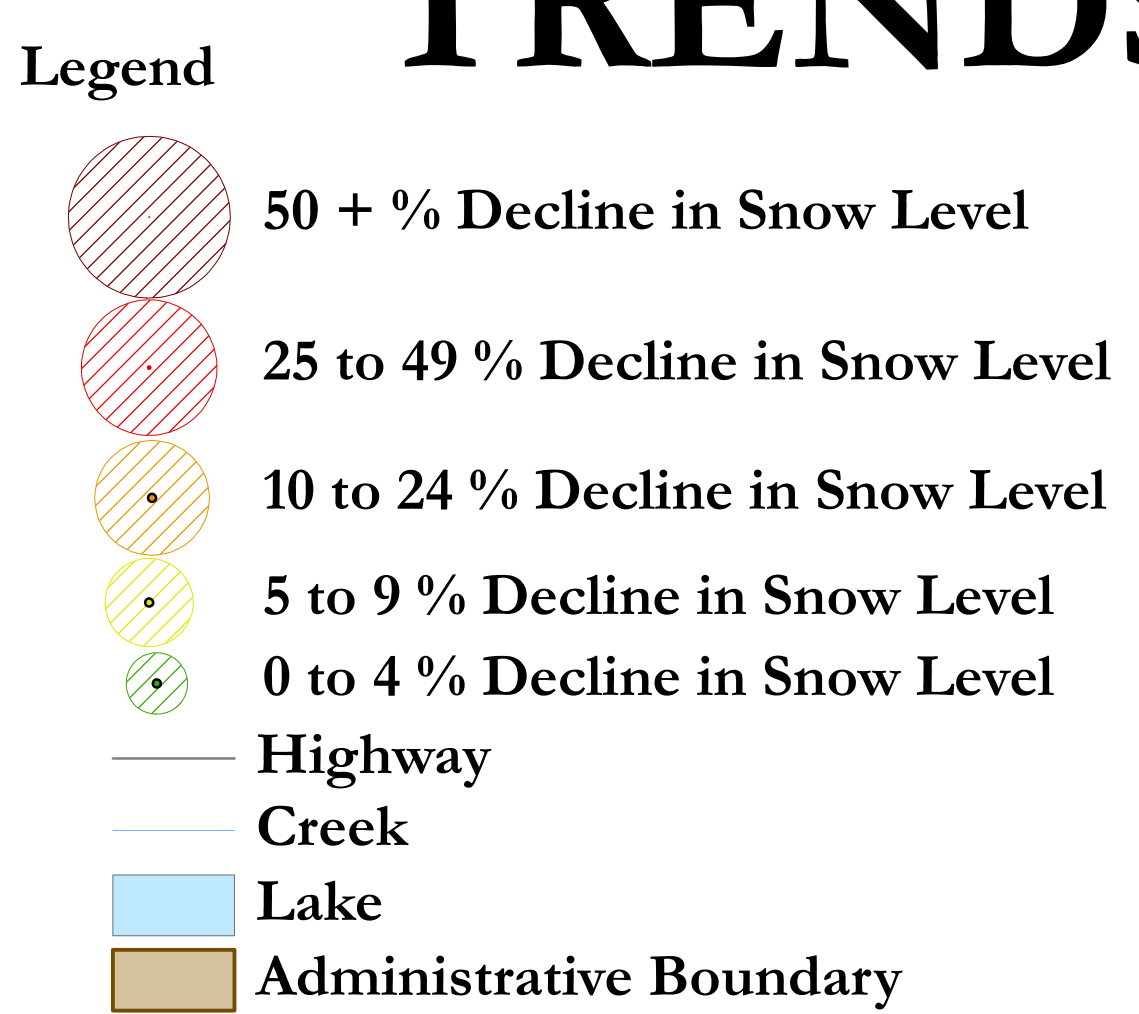 TRENDS
Legend
50 + % Decline in Snow Level
25 to 49 % Decline in Snow Level
10 to 24 % Decline in Snow Level
5 to 9 % Decline in Snow Level
0 to 4 % Decline in Snow Level
Highway
Creek
Lake
Administrative Boundary